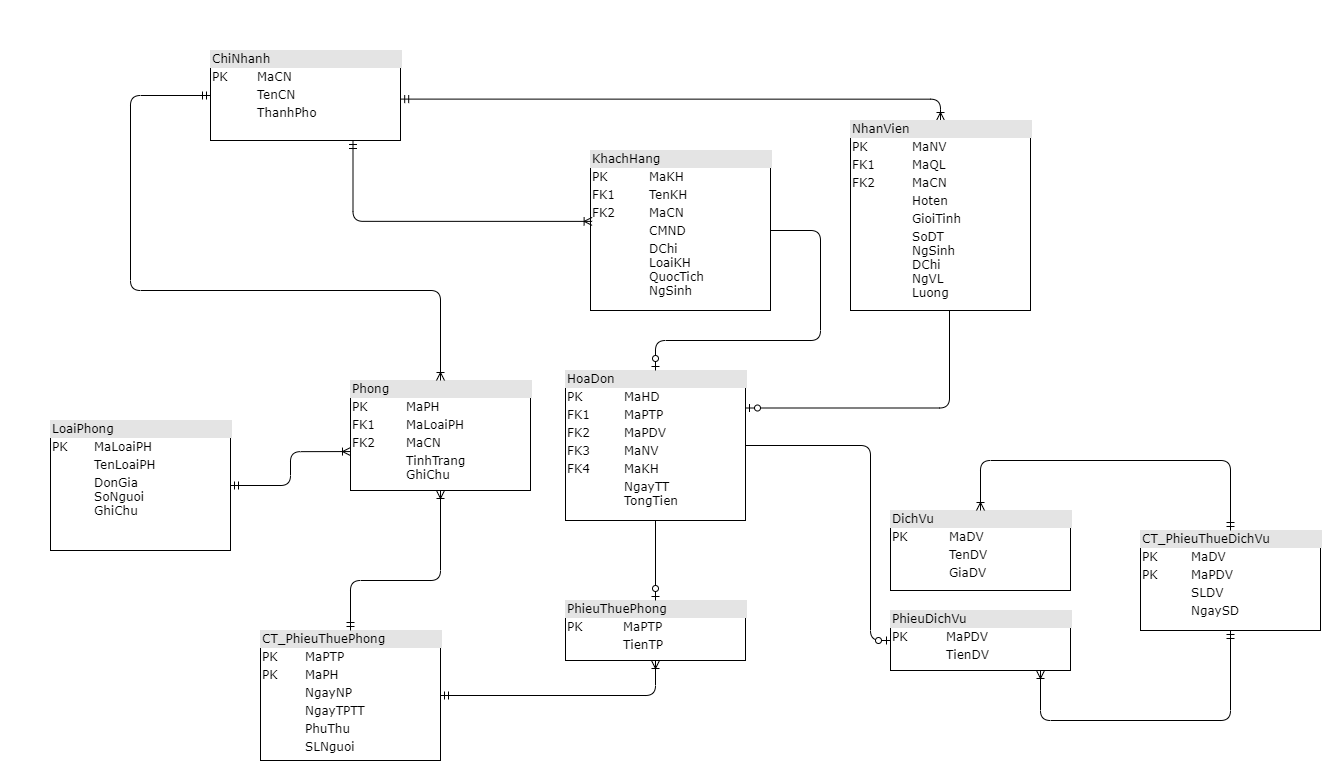 ChiNhanh
PK MaCN
TenCN
ThanhPho
NhanVien
PK MaNV
FK1 MaQL
FK2 MaCN
Hoten
GioiTinh
SoDT
NgSinh
DChi
NgVL
Luong
KhachHang
PK MaKH
FK1 TenKH
FK2 MaCN
CMND
DChi
LoaiKH
QuocTich
NgSinh
Phong
PK MaPH
FK1 MaLoaiPH
FK2 MaCN
TinhTrang
GhiChu
HoaDon
PK MaHD
FK1 MaPTP
FK2 MaPDV
FK3 MaNV
FK4 MaKH
NgayTT
TongTien
LoaiPhong
PK MaLoaiPH
TenLoaiPH
DonGia
SoNguoi
GhiChu
DichVu
PK MaDV
TenDV
GiaDV
CT_PhieuThueDichVu
PK MaDV
PK MaPDV
SLDV
NgaySD
PhieuThuePhong
PK MaPTP
TienTP
PhieuDichVu
PK MaPDV
TienDV
CT_PhieuThuePhong
PK MaPTP
PK MaPH
NgayNP
NgayTPTT
PhuThu
SLNguoi